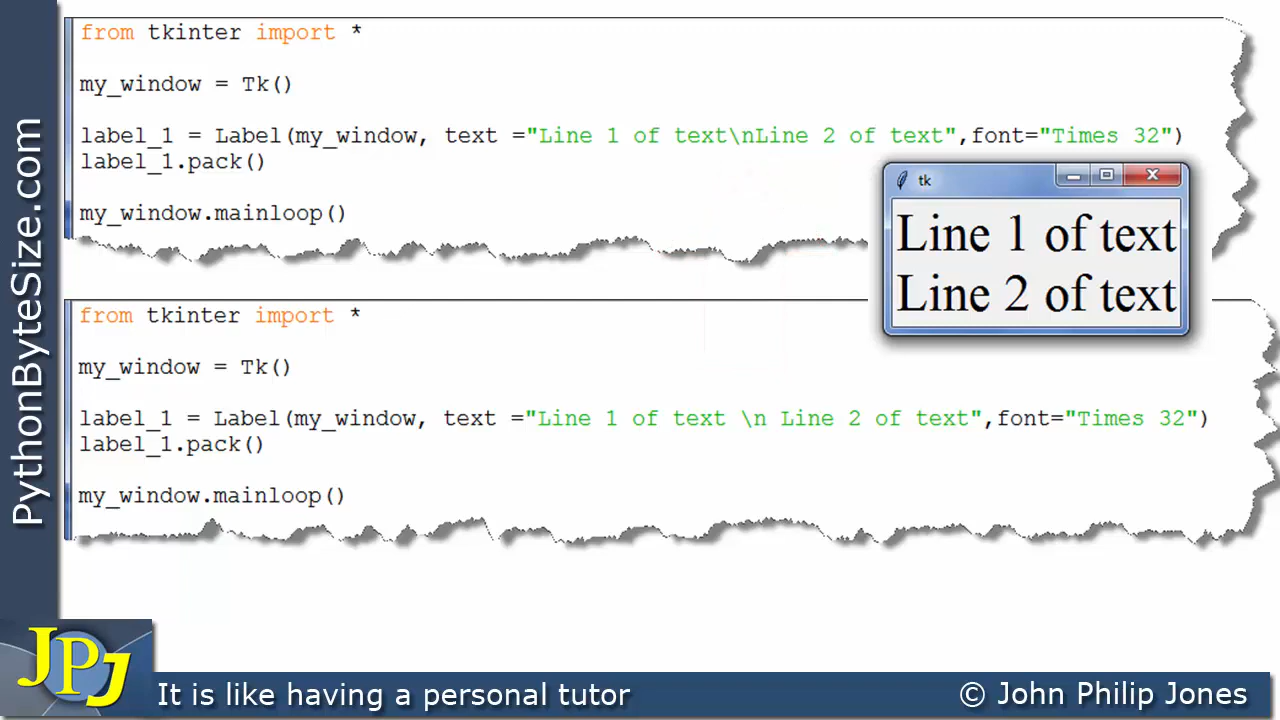 PythonByteSize.com
from tkinter import *
my_window = Tk()
label_1 = Label(my_window, text ="Line 1 of text\nLine 2 of text",font="Times 32")
label_1.pack()
my_window.mainloop()
tk
Line 1 of text
Line 2 of text
from tkinter import *
my_window = Tk()
label_1 = Label(my_window, text ="Line 1 of text \n Line 2 of text",font="Times 32")
label_1.pack()
my_window.mainloop()
JPJ
It is like having a personal tutor
© John Philip Jones